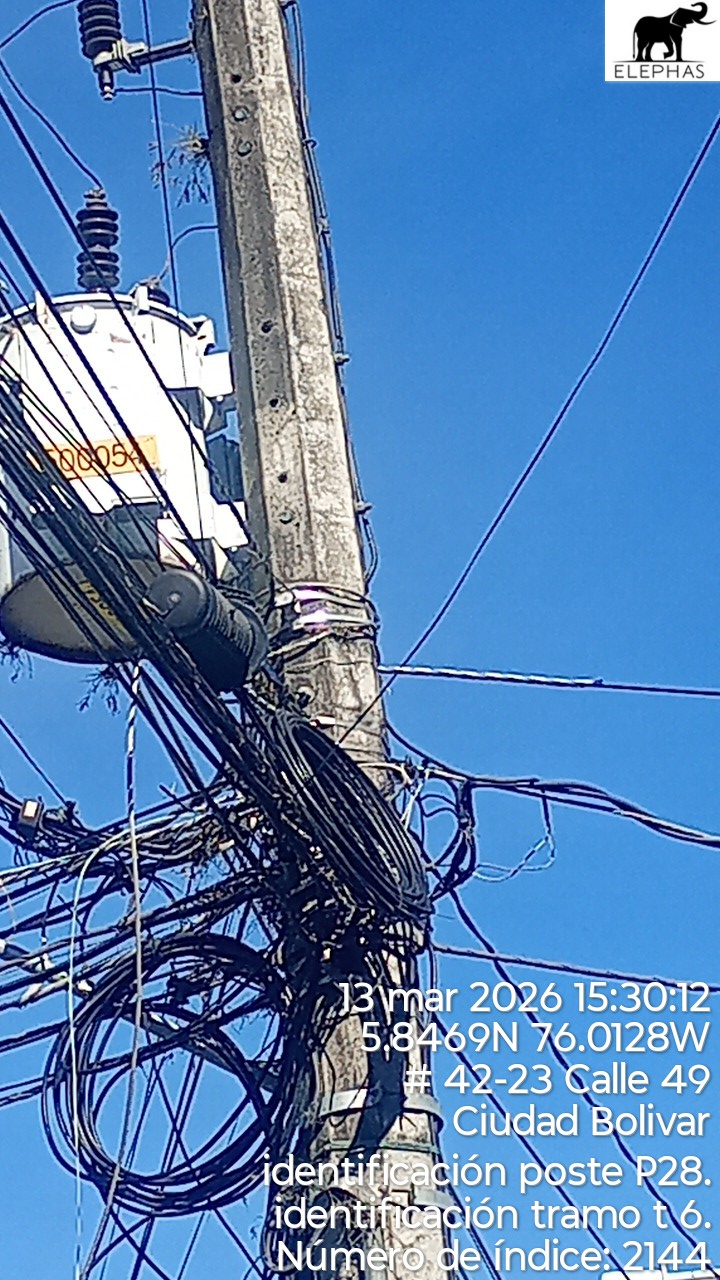 ELEPHAS
13 mar 2026 15:30:12
5.8469N 76.0128W
# 42-23 Calle 49
Ciudad Bolivar
identificación poste P28.
identificación tramo t 6.
Número de índice: 2144